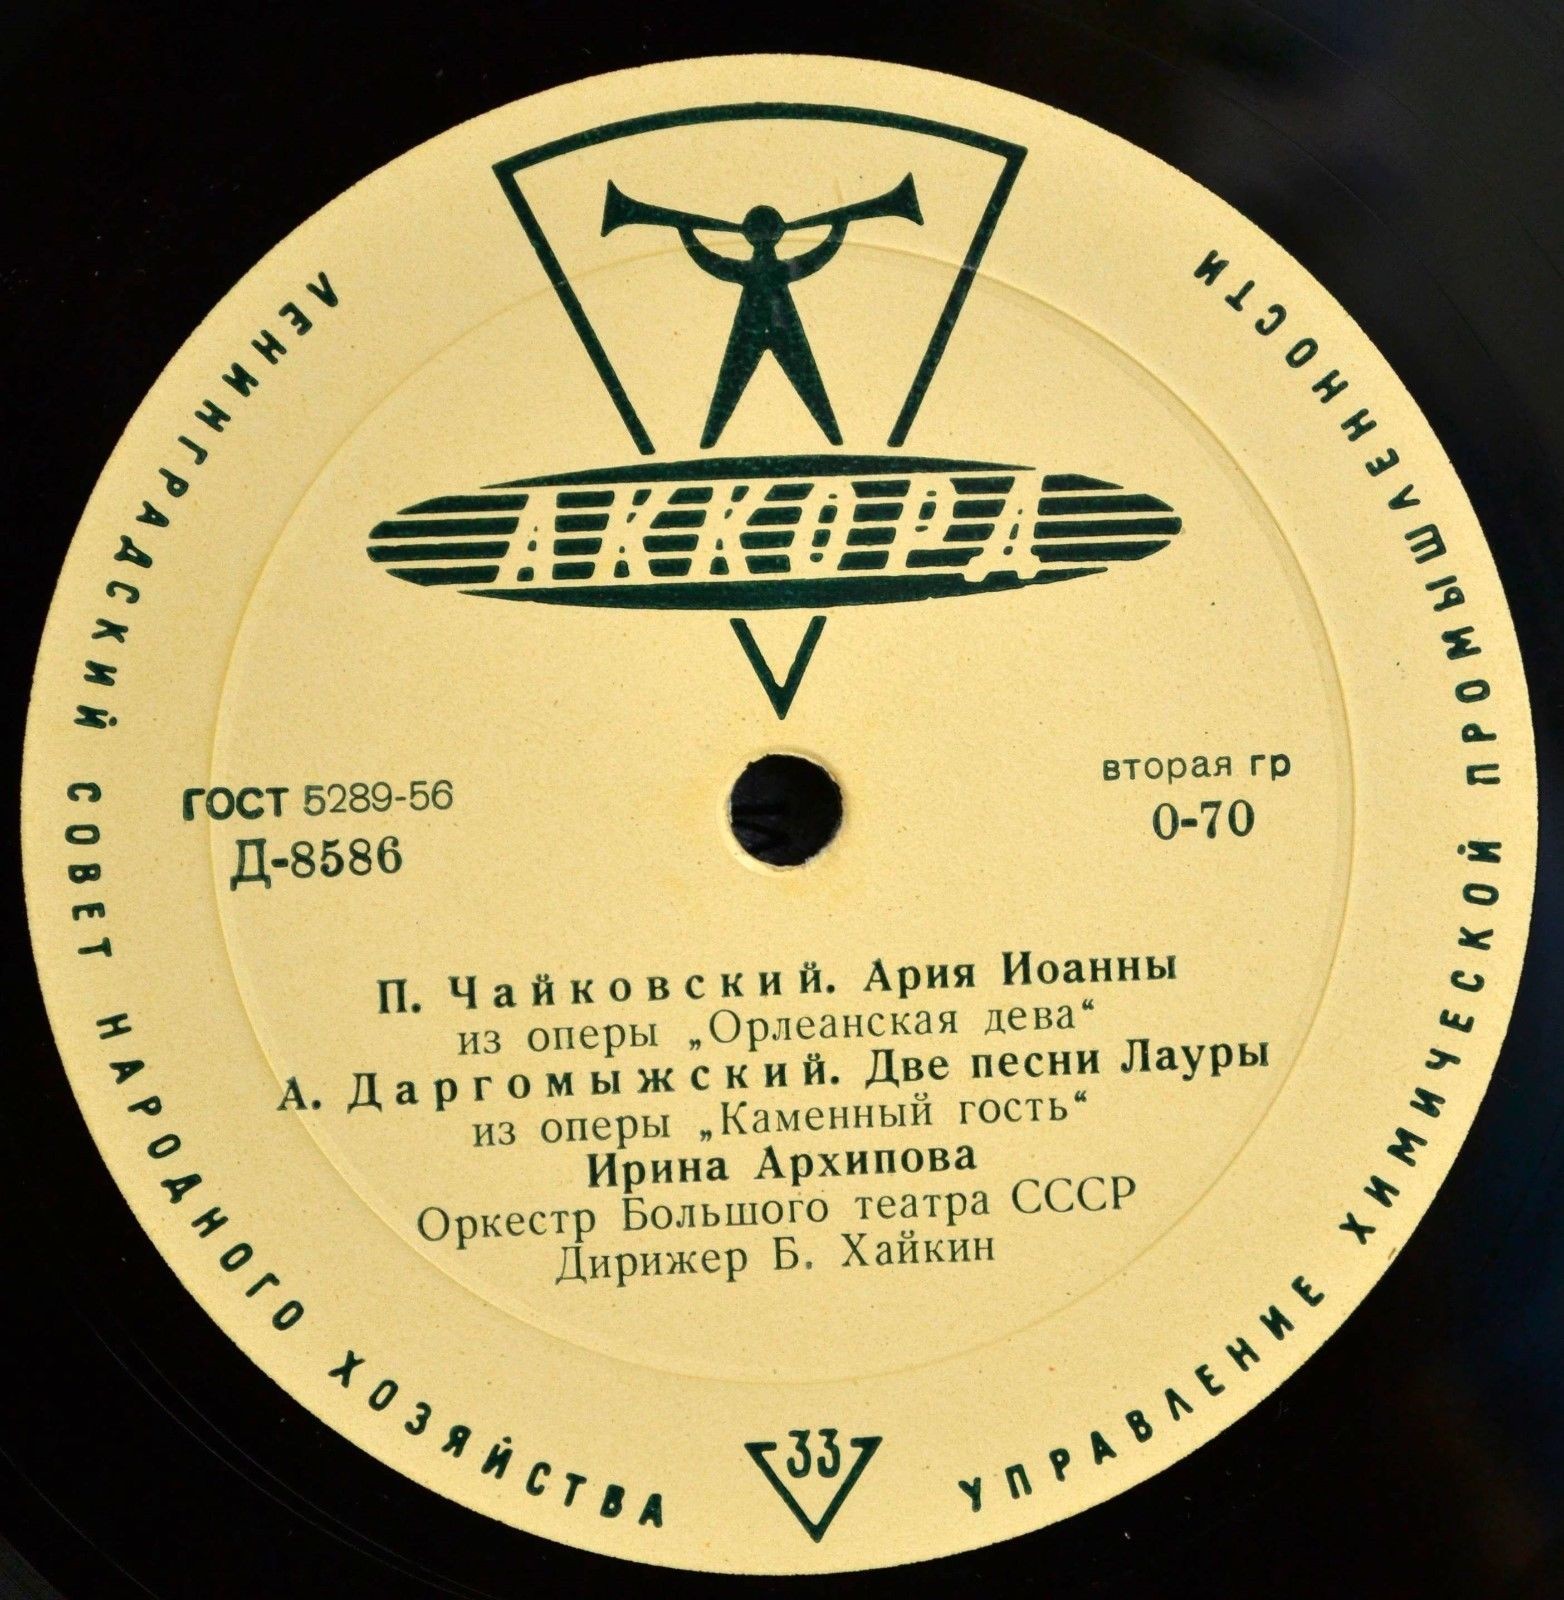 ЛЕНИНГРАДСКИЙ СОВЕТ НАРОДНОГО ХОЗЯЙСТВА
УПРАВЛЕНИЕ ХИМИЧЕСКОЙ ПРОМЫШЛЕННОСТИ
АККОРД
ГОСТ 5289-56
Д-8586
вторая гр
0-70
П. Чайковский. Ария Иоанны
из оперы „Орлеанская дева“
А. Даргомыжский. Две песни Лауры
из оперы „Каменный гость“
Ирина Архипова
Оркестр Большого театра СССР
Дирижер Б. Хайкин
33